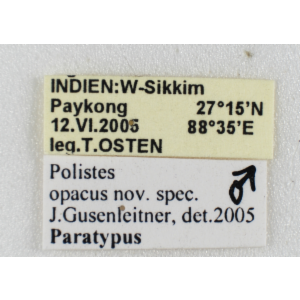 INDIEN:W-Sikkim
Paykong 27°15'N
12.VI.2005 88°35'E
leg.T.OSTEN
Polistes ♂
opacus nov. spec.
J.Gusenleitner, det.2005
Paratypus